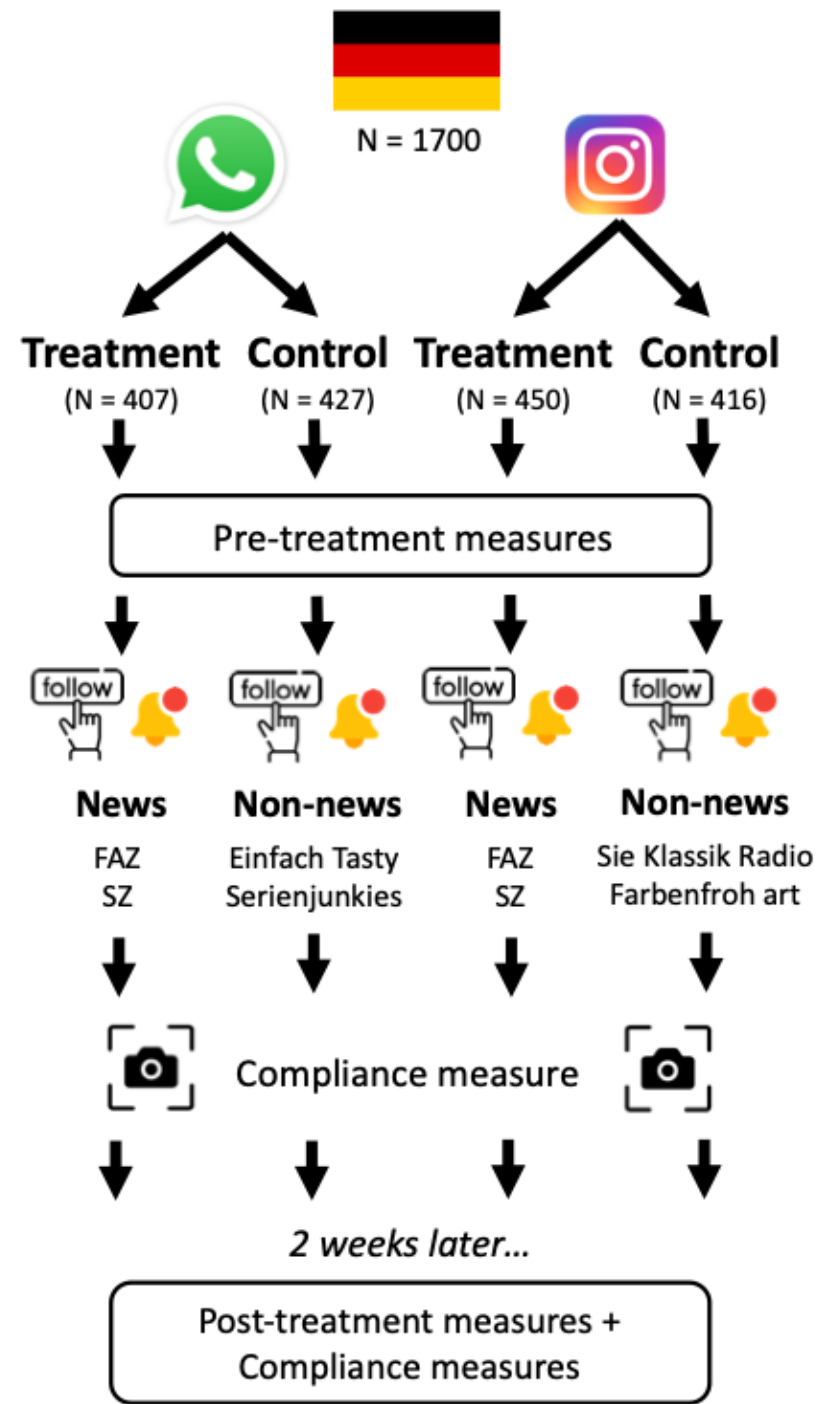 N = 1700
Treatment Control Treatment Control
(N = 407) (N = 427) (N = 450) (N = 416)
Pre-treatment measures
follow follow follow follow
News Non-news News Non-news
FAZ Einfach Tasty FAZ Sie Klassik Radio
SZ Serienjunkies SZ Farbenfroh art
Compliance measure
2 weeks later...
Post-treatment measures +
Compliance measures